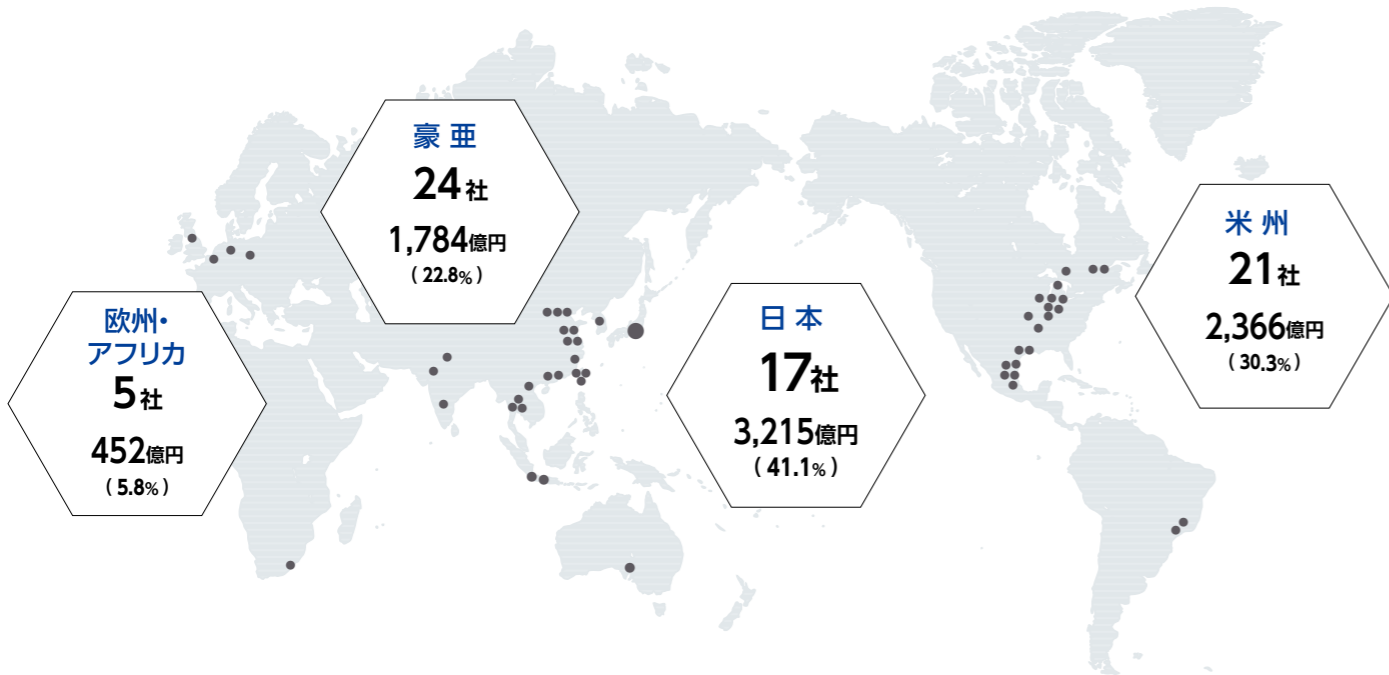 豪亜
24社
1,784億円
(22.8%)
米州
21社
2,366億円
(30.3%)
欧州・
アフリカ
5社
452億円
(5.8%)
日本
17社
3,215億円
(41.1%)